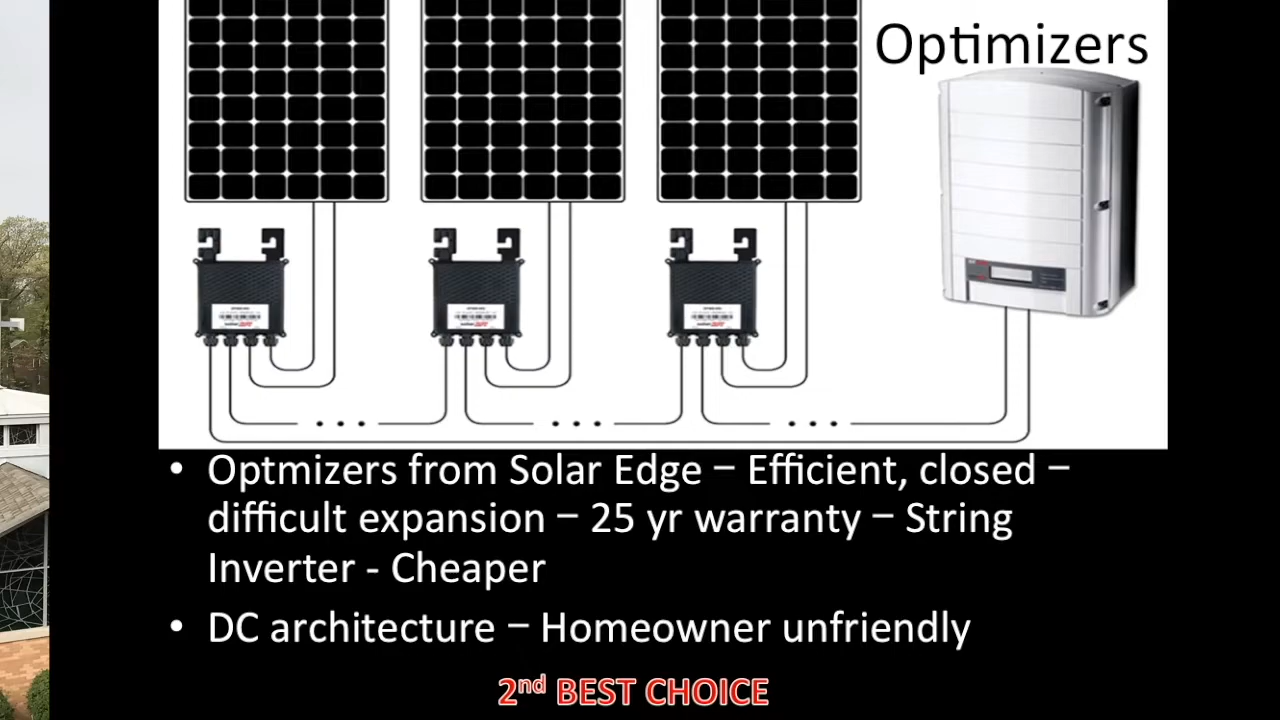 Optimizers
• Optmizers from Solar Edge – Efficient, closed –
difficult expansion – 25 yr warranty – String
Inverter - Cheaper
• DC architecture – Homeowner unfriendly
2nd BEST CHOICE